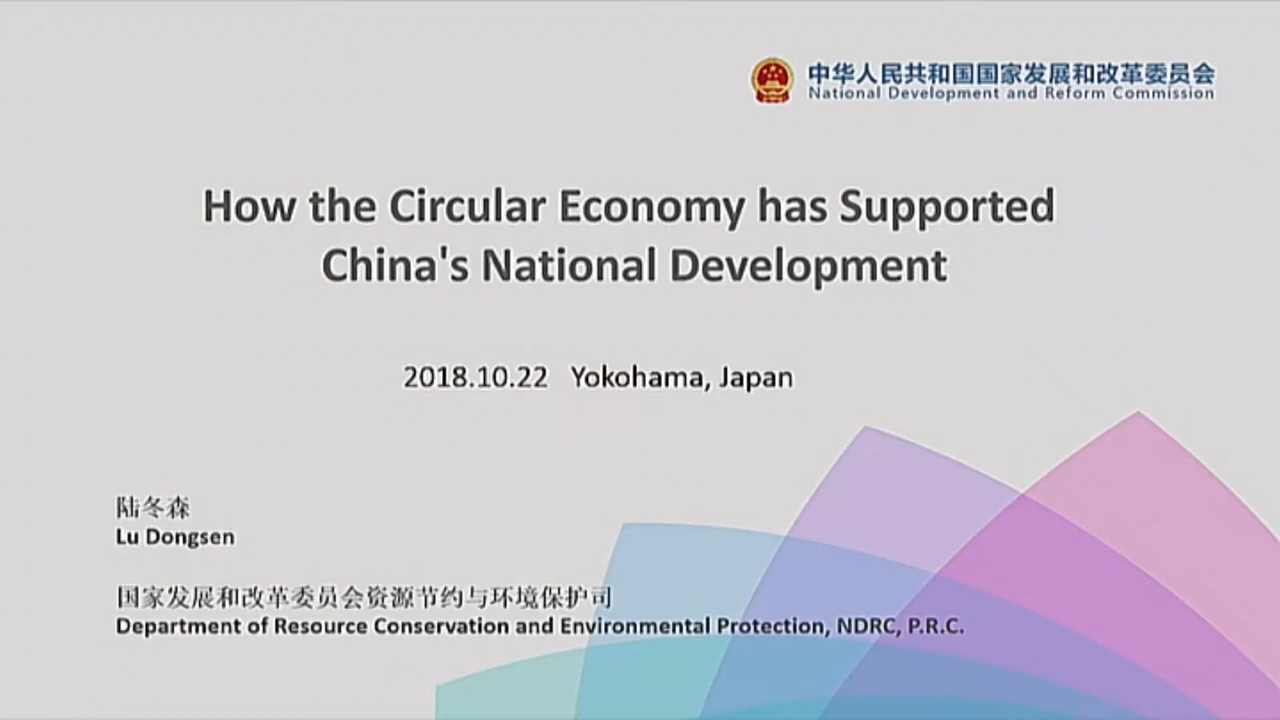 中华人民共和国国家发展和改革委员会
National Development and Reform Commission
How the Circular Economy has Supported
China's National Development
2018.10.22 Yokohama, Japan
陆冬森
Lu Dongsen
国家发展和改革委员会资源节约与环境保护司
Department of Resource Conservation and Environmental Protection, NDRC, P.R.C.